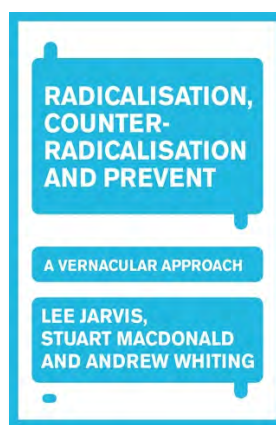 RADICALISATION,
COUNTER-
RADICALISATION
AND PREVENT
A VERNACULAR APPROACH
LEE JARVIS,
STUART MACDONALD
AND ANDREW WHITING